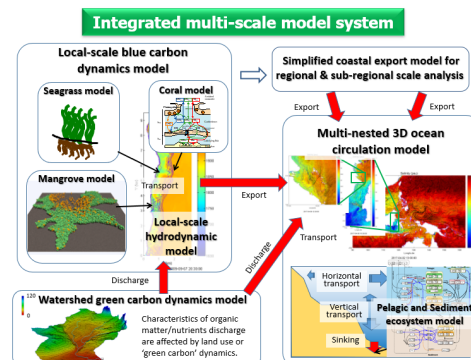 Integrated multi-scale model system
Local-scale blue carbon
dynamics model
Seagrass model
Coral model
Mangrove model
Transport
Local-scale
hydrodynamic
model
Simplified coastal export model for
regional & sub-regional scale analysis
Export
Export
Multi-nested 3D ocean
circulation model
Export
Transport
Discharge
Discharge
Watershed green carbon dynamics model
120
0
Characteristics of organic
matter/nutrients discharge
are affected by land use or
'green carbon' dynamics.
Horizontal
transport
Vertical
transport
Sinking
Pelagic and Sediment
ecosystem model